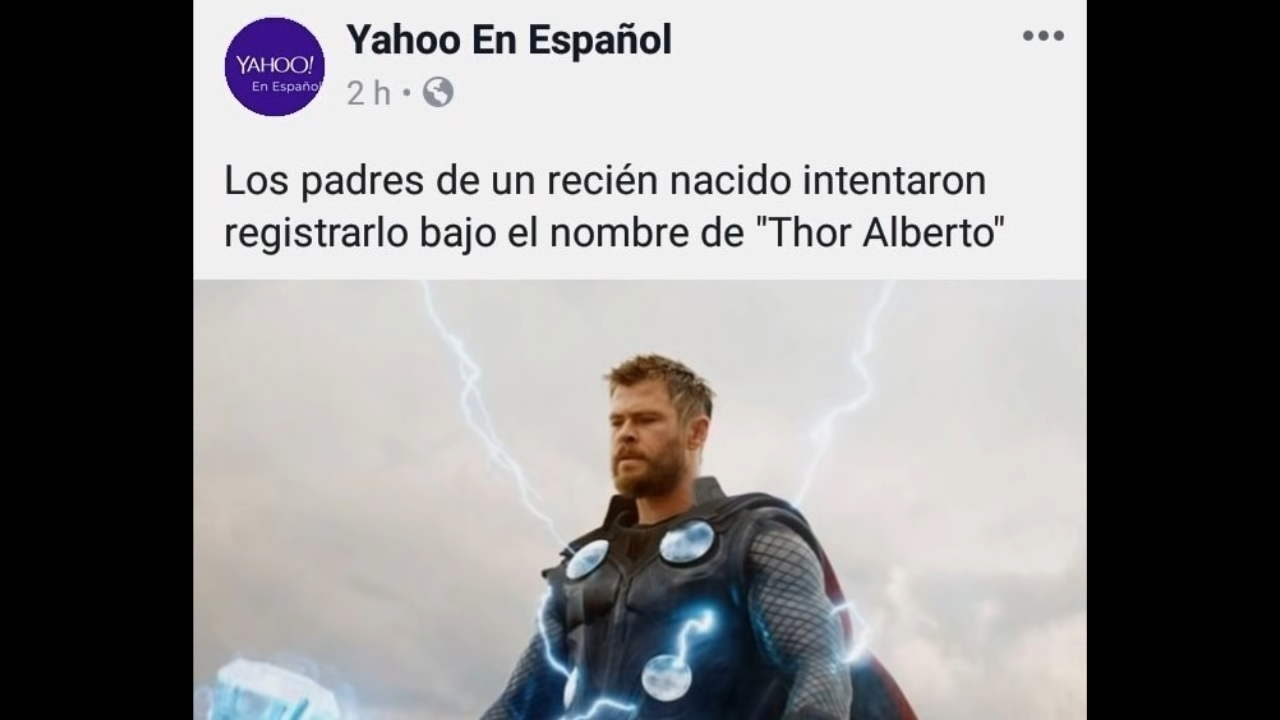 YAHOO!
En Español
Yahoo En Español
2 h •
Los padres de un recién nacido intentaron
registrarlo bajo el nombre de "Thor Alberto"